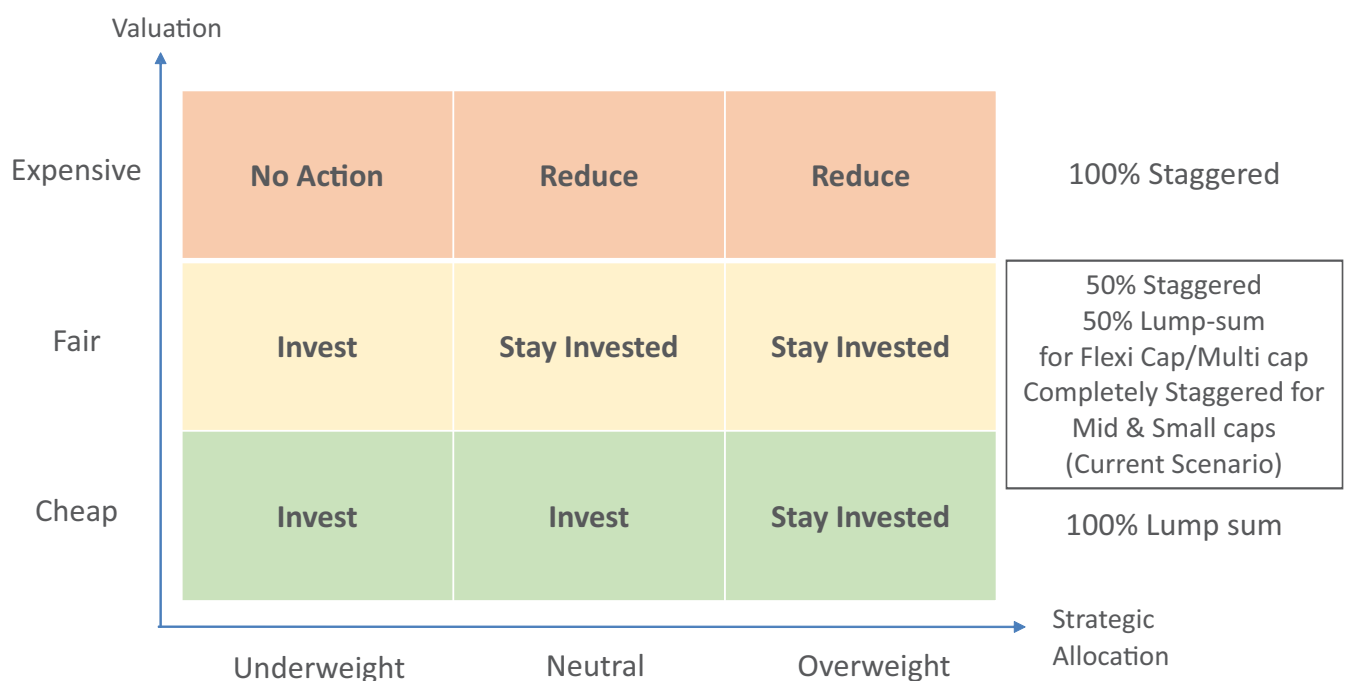 Valuation
Expensive
No Action
Reduce
Reduce
100% Staggered
Fair
Invest
Stay Invested
Stay Invested
50% Staggered
50% Lump-sum
for Flexi Cap/Multi cap
Completely Staggered for
Mid & Small caps
(Current Scenario)
Cheap
Invest
Invest
Stay Invested
100% Lump sum
Underweight
Neutral
Overweight
Strategic
Allocation